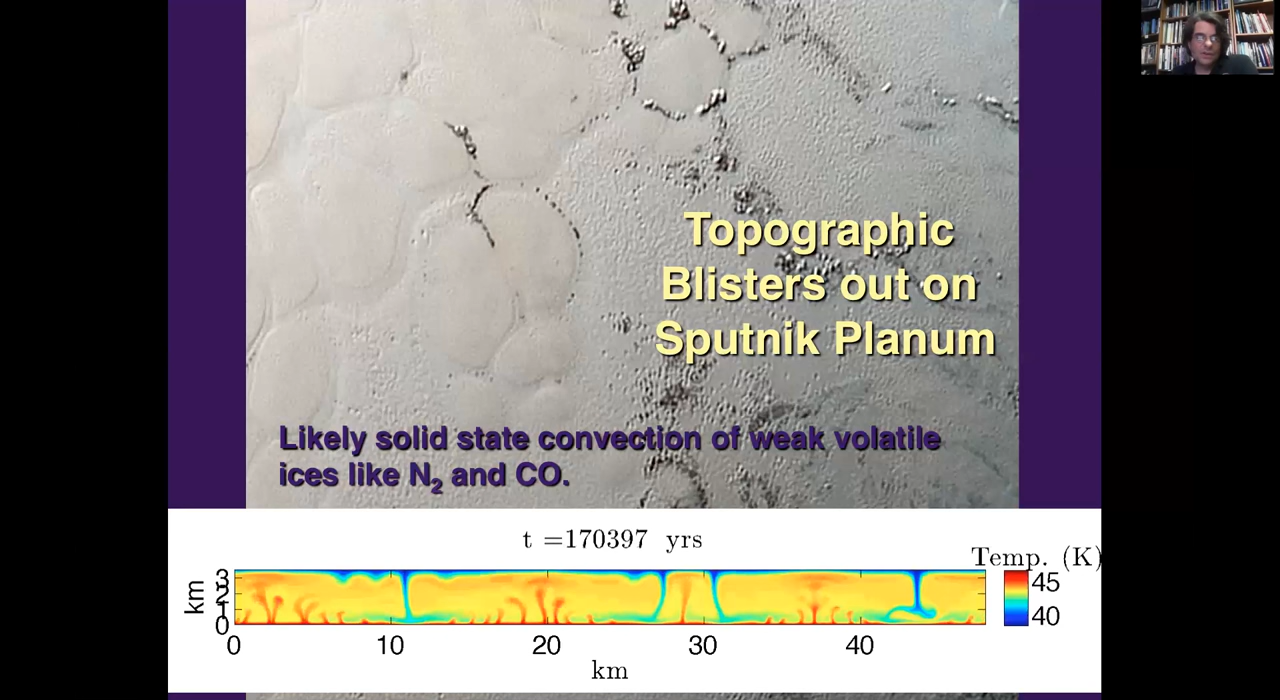 Topographic
Blisters out on
Sputnik Planum
Likely solid state convection of weak volatile
ices like N₂ and CO.
t =170397 yrs
Temp. (K)
km
3
2
1
0
0 10 20 30 40
km
45
40